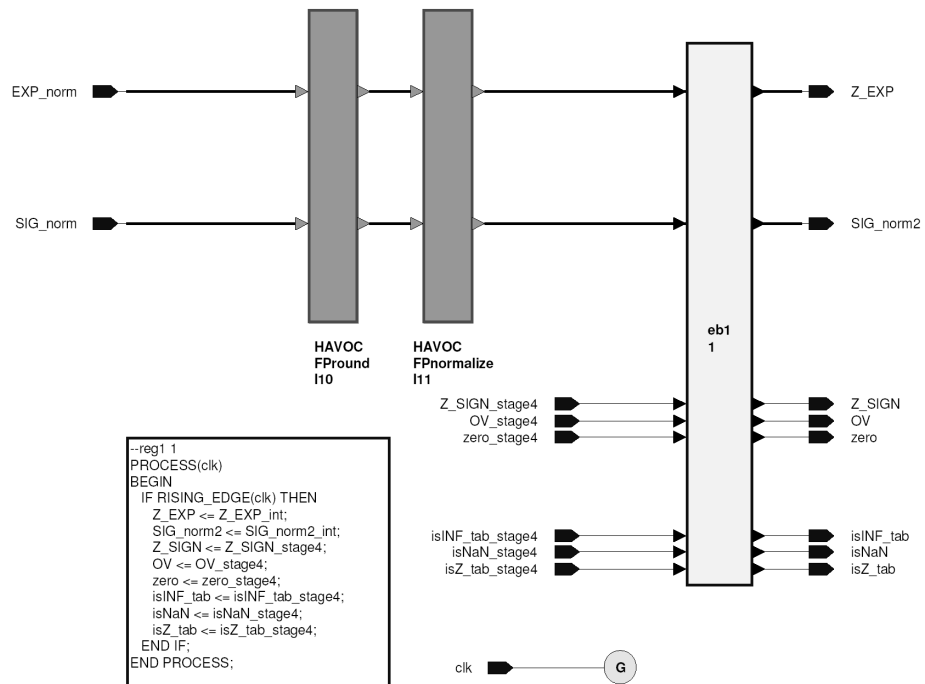 EXP_norm
Z_EXP
SIG_norm
SIG_norm2
eb1
1
HAVOC
FPround
I10
HAVOC
FPnormalize
I11
Z_SIGN_stage4
OV_stage4
zero_stage4
Z_SIGN
OV
zero
--reg1 1
PROCESS(clk)
BEGIN
IF RISING_EDGE(clk) THEN
Z_EXP <= Z_EXP_int;
SIG_norm2 <= SIG_norm2_int;
Z_SIGN <= Z_SIGN_stage4;
OV <= OV_stage4;
zero <= zero_stage4;
isINF_tab <= isINF_tab_stage4;
isNaN <= isNaN_stage4;
isZ_tab <= isZ_tab_stage4;
END IF;
END PROCESS;
isINF_tab_stage4
isNaN_stage4
isZ_tab_stage4
isINF_tab
isNaN
isZ_tab
clk
G